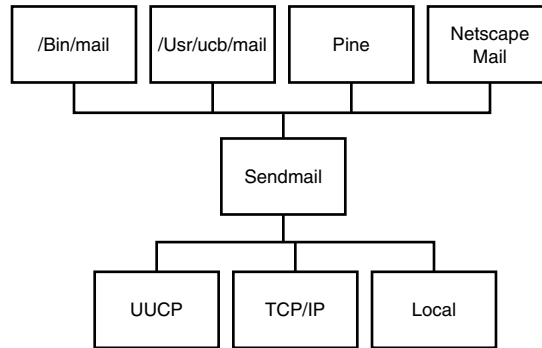 /Bin/mail
/Usr/ucb/mail
Pine
Netscape
Mail
Sendmail
UUCP
TCP/IP
Local